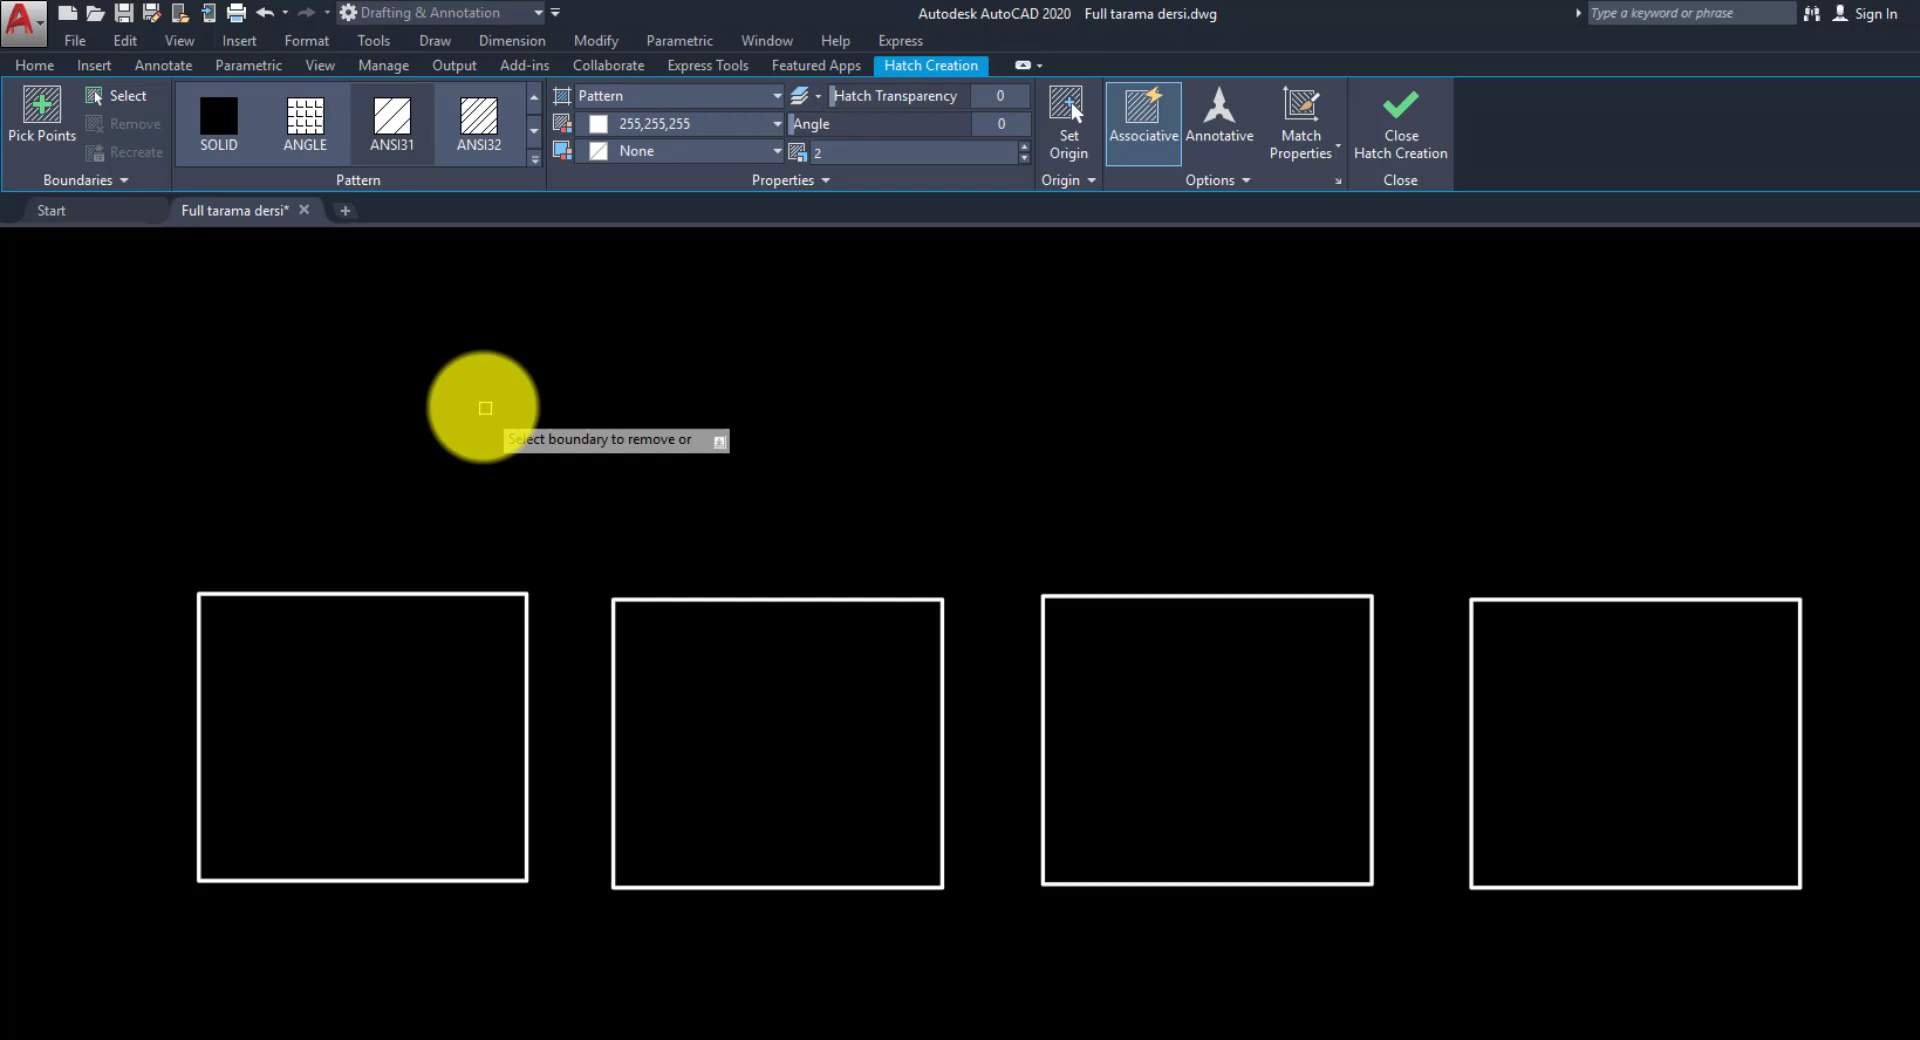 Drafting & Annotation
Autodesk AutoCAD 2020 Full tarama dersi.dwg
Type a keyword or phrase
Sign In
File Edit View Insert Format Tools Draw Dimension Modify Parametric Window Help Express
Home Insert Annotate Parametric View Manage Output Add-ins Collaborate Express Tools Featured Apps Hatch Creation
Pick Points
Select
Remove
Recreate
Boundaries
SOLID
ANGLE
ANSI31
ANSI32
Pattern
Pattern
255,255,255
None
Hatch Transparency 0
Angle 0
2
Properties
Set
Origin
Origin
Associative
Annotative
Match
Properties
Options
Close
Hatch Creation
Close
Start
Full tarama dersi*
Select boundary to remove or